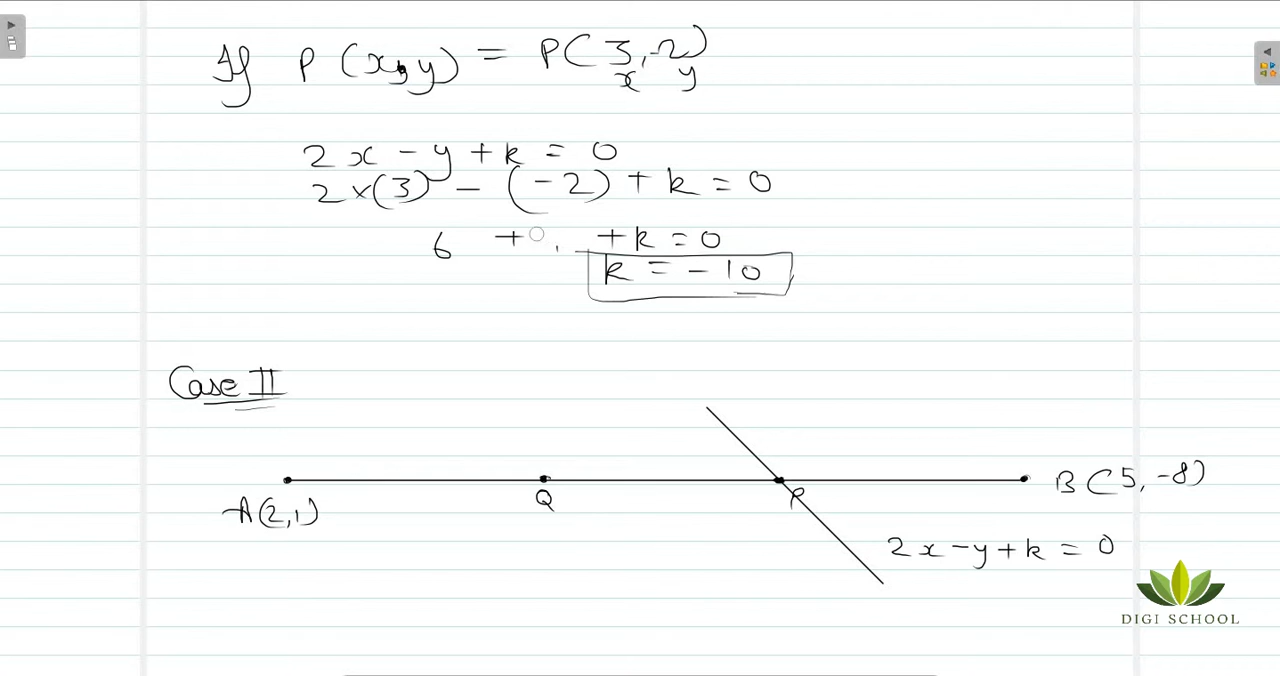 If P(x,y) = P(3,-2)
x y
2x - y + k = 0
2×(3) - (-2) + k = 0
6 + + k = 0
k = -10
Case II
A(2,1)
Q
P
B(5,-8)
2x - y + k = 0
DIGI SCHOOL